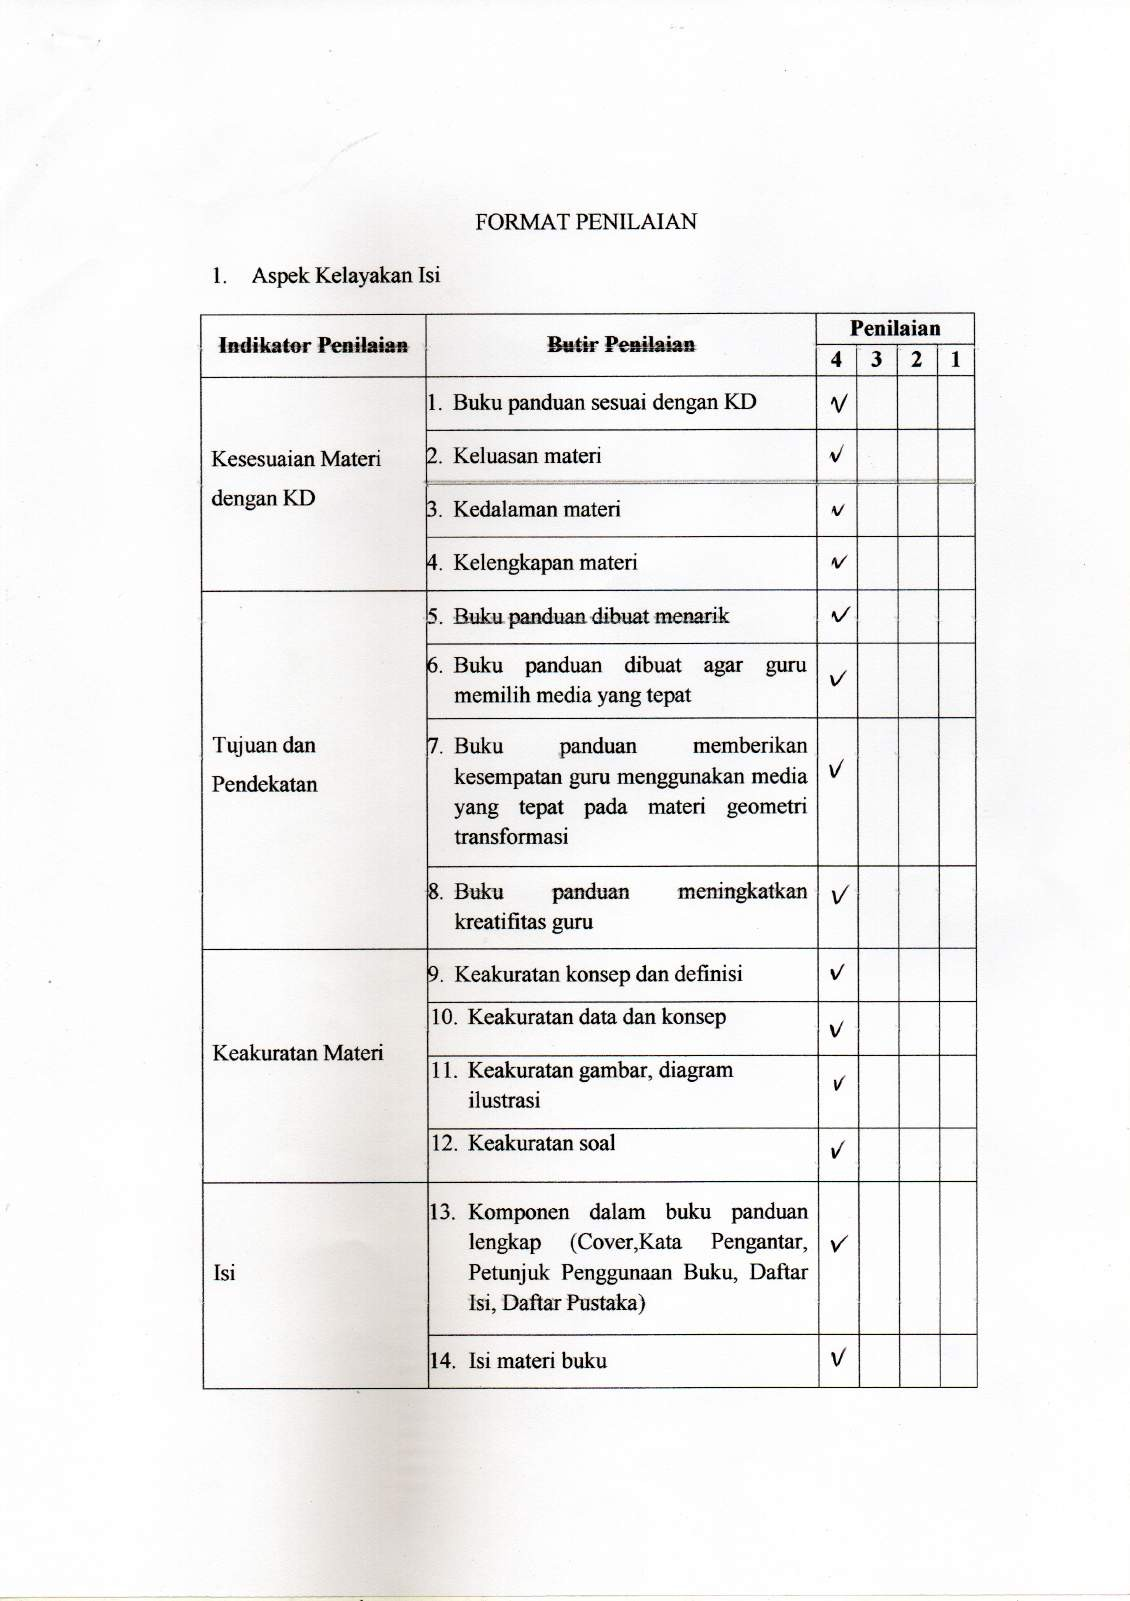 FORMAT PENILAIAN
1. Aspek Kelayakan Isi
Indikator Penilaian Butir Penilaian Penilaian
4 3 2 1
Kesesuaian Materi
dengan KD
1. Buku panduan sesuai dengan KD √
2. Keluasan materi √
3. Kedalaman materi √
4. Kelengkapan materi √
Tujuan dan
Pendekatan
5. Buku panduan dibuat menarik √
6. Buku panduan dibuat agar guru
memilih media yang tepat √
7. Buku panduan memberikan
kesempatan guru menggunakan media √
yang tepat pada materi geometri
transformasi
8. Buku panduan meningkatkan √
kreatifitas guru
Keakuratan Materi
9. Keakuratan konsep dan definisi √
10. Keakuratan data dan konsep √
11. Keakuratan gambar, diagram √
ilustrasi
12. Keakuratan soal √
Isi
13. Komponen dalam buku panduan
lengkap (Cover,Kata Pengantar, √
Petunjuk Penggunaan Buku, Daftar
Isi, Daftar Pustaka)
14. Isi materi buku √